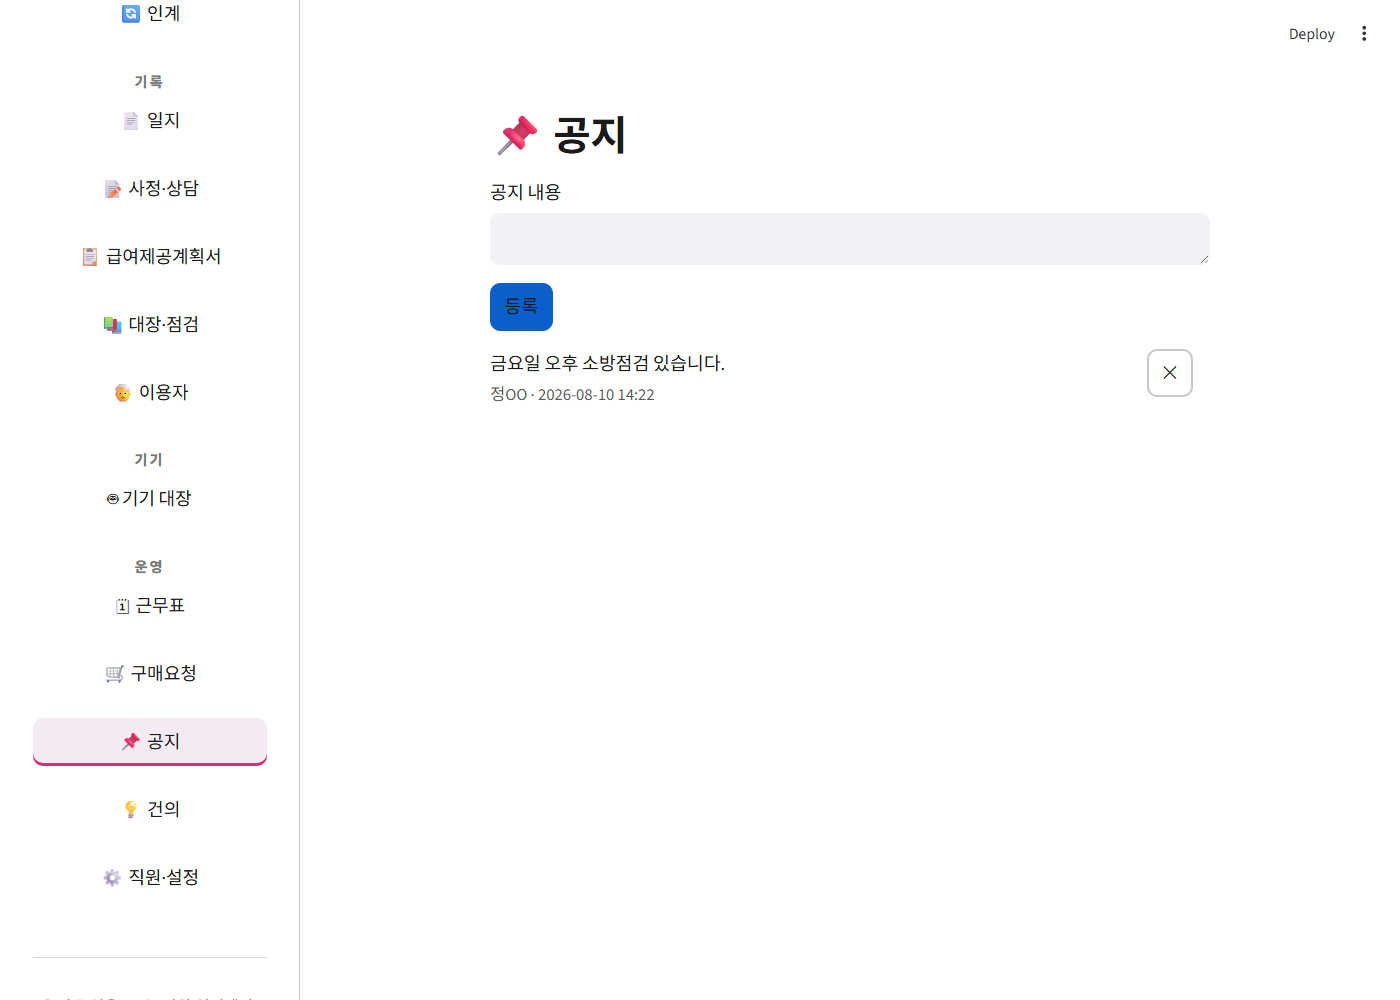 인계
기록
일지
사정·상담
급여제공계획서
대장·점검
이용자
기기
기기 대장
운영
근무표
구매요청
공지
건의
직원·설정
Deploy
공지
공지 내용
등록
금요일 오후 소방점검 있습니다.
정OO · 2026-08-10 14:22